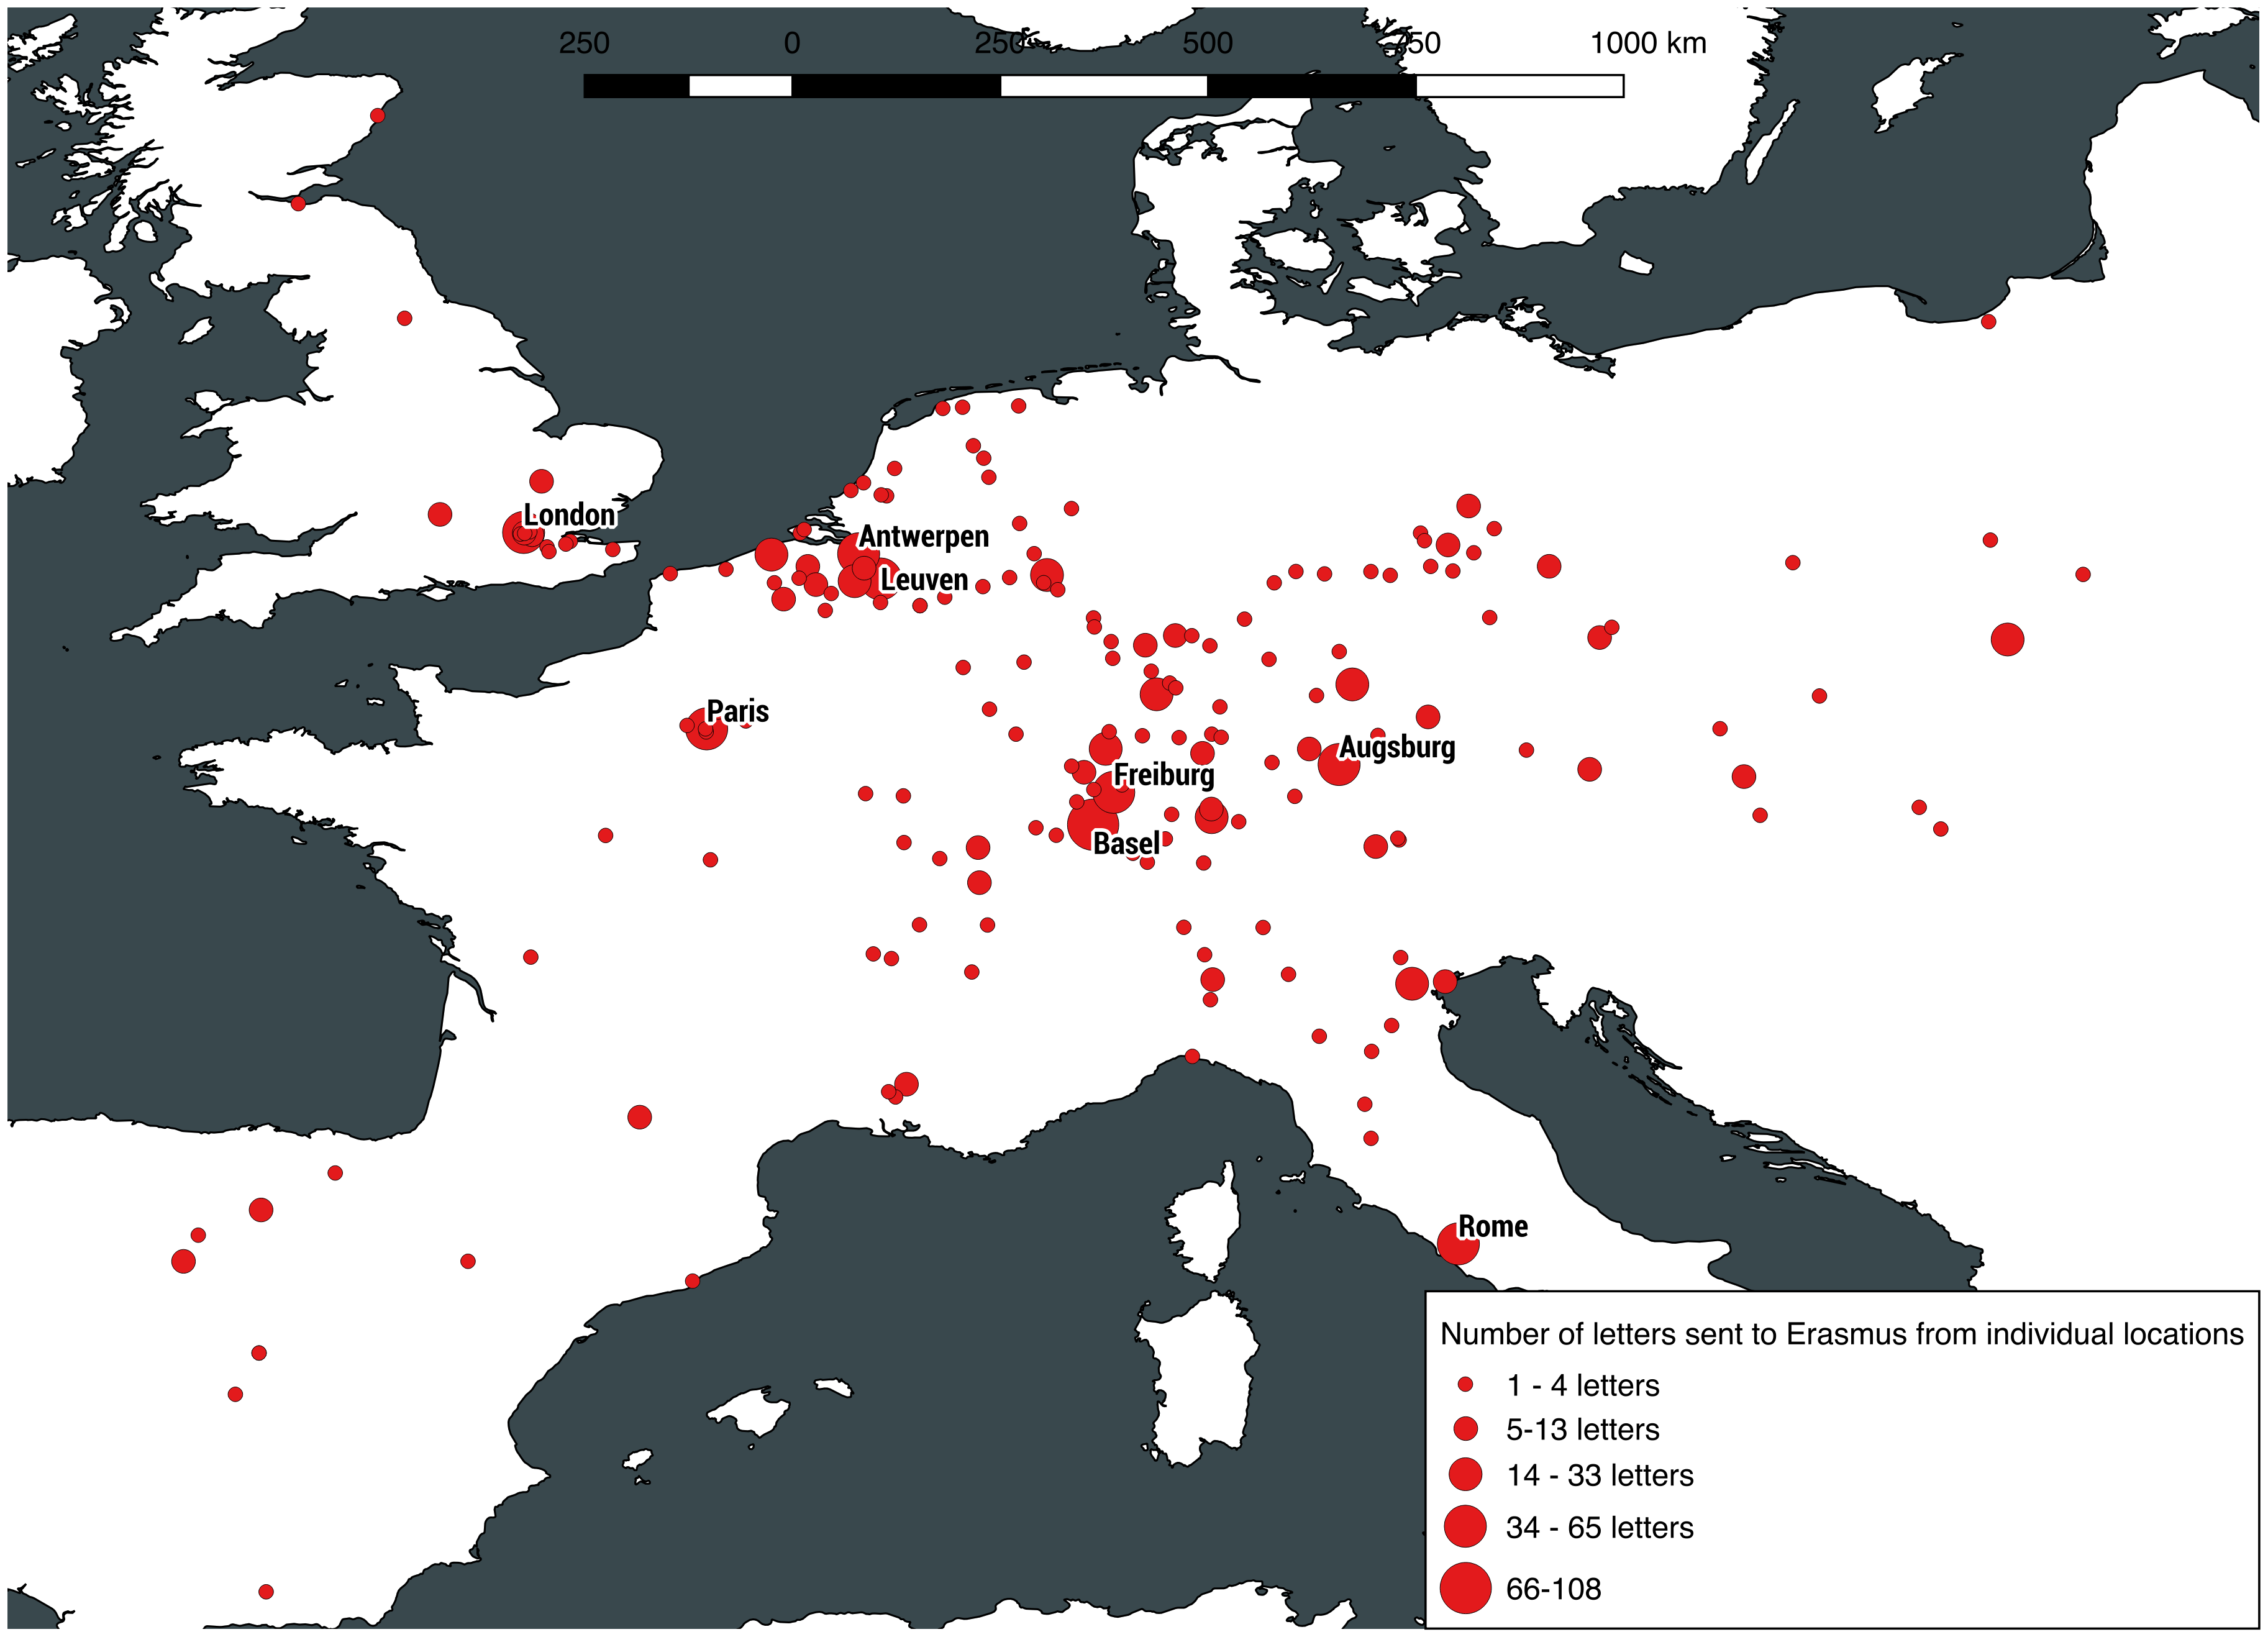 250 0 250 500 750 1000 km
London
Antwerpen
Leuven
Paris
Augsburg
Freiburg
Basel
Rome
Number of letters sent to Erasmus from individual locations
1 - 4 letters
5-13 letters
14 - 33 letters
34 - 65 letters
66-108